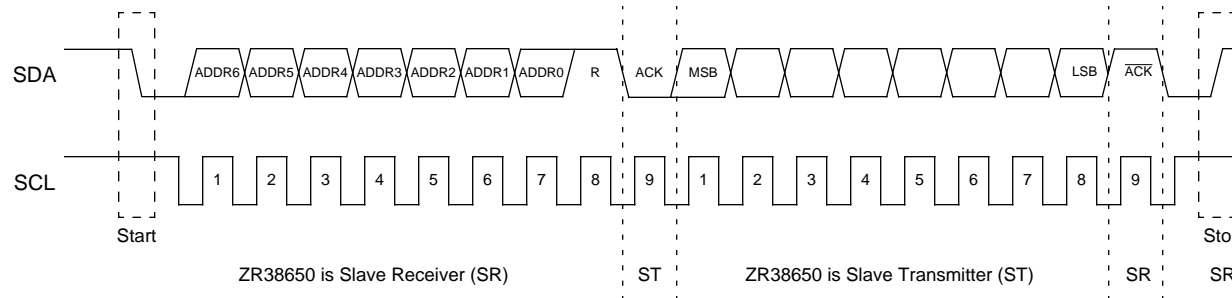 SDA ADDR6 ADDR5 ADDR4 ADDR3 ADDR2 ADDR1 ADDR0 R ACK MSB LSB ACK
SCL 1 2 3 4 5 6 7 8 9 1 2 3 4 5 6 7 8 9
Start Sto
ZR38650 is Slave Receiver (SR) ST ZR38650 is Slave Transmitter (ST) SR SR